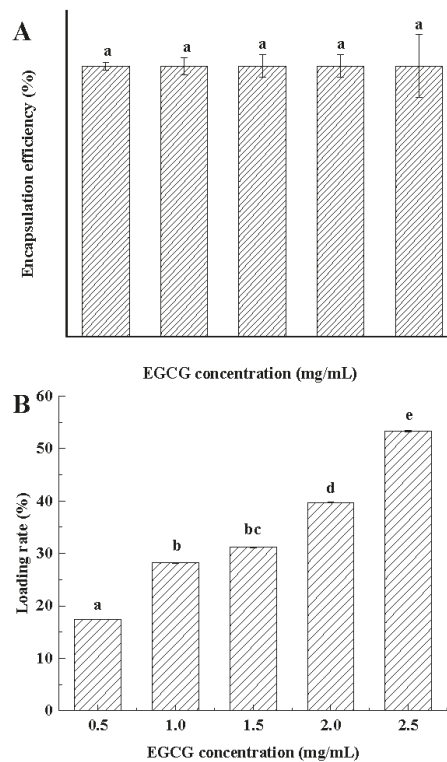 A
a a a a a
Encapsulation efficiency (%)
EGCG concentration (mg/mL)
B
60
50
40
30
20
10
0
Loading rate (%)
a b bc d e
0.5 1.0 1.5 2.0 2.5
EGCG concentration (mg/mL)